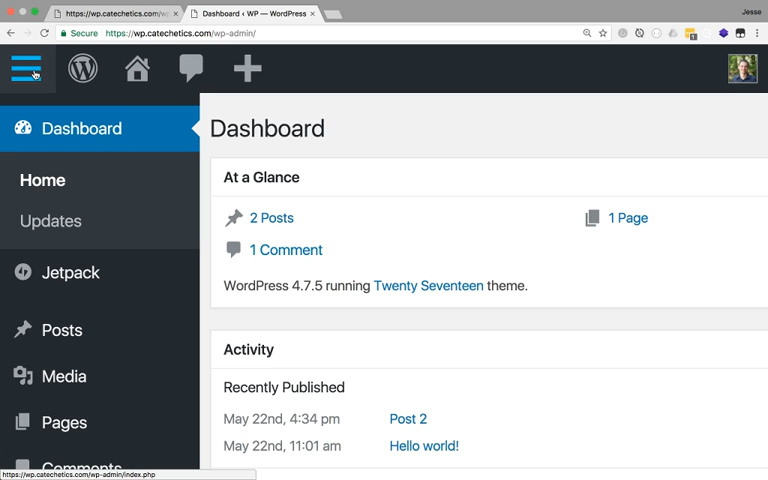 https://wp.catechetics.com/w
Dashboard ‹ WP — WordPress
Jesse
Secure https://wp.catechetics.com/wp-admin/
Dashboard
Home
Updates
Jetpack
Posts
Media
Pages
Comments
Dashboard
At a Glance
2 Posts
1 Page
1 Comment
WordPress 4.7.5 running Twenty Seventeen theme.
Activity
Recently Published
May 22nd, 4:34 pm Post 2
May 22nd, 11:01 am Hello world!
https://wp.catechetics.com/wp-admin/index.php